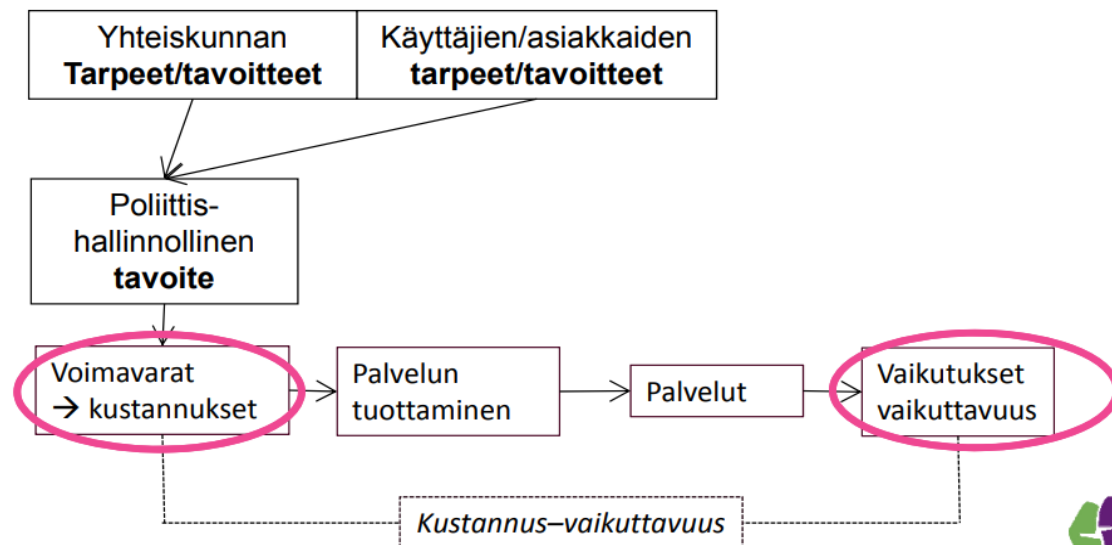 Yhteiskunnan
Tarpeet/tavoitteet
Käyttäjien/asiakkaiden
tarpeet/tavoitteet
Poliittis-
hallinnollinen
tavoite
Voimavarat
→ kustannukset
Palvelun
tuottaminen
Palvelut
Vaikutukset
vaikuttavuus
Kustannus–vaikuttavuus